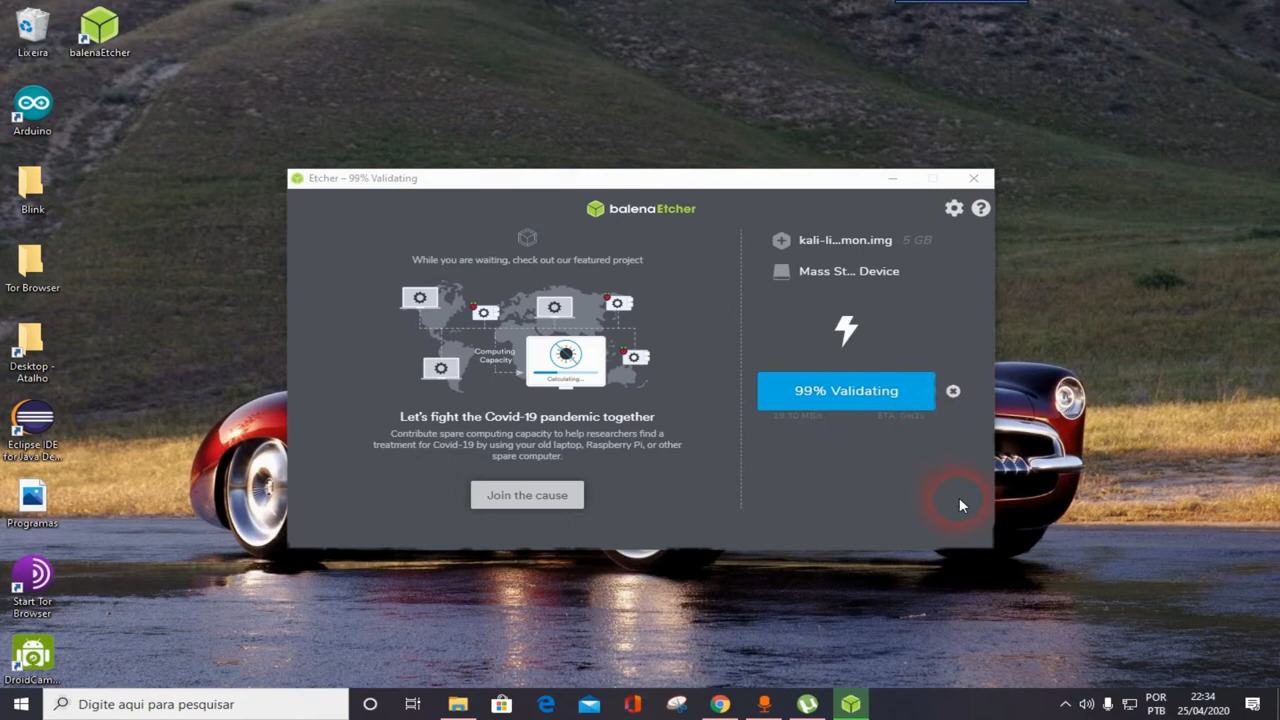 Lixeira
balenaEtcher
Arduino
Blink
Tor Browser
Desktop -
Atalho
Eclipse IDE
for Java De...
Programas
Start Tor
Browser
DroidCam...
Etcher – 99% Validating
balenaEtcher
While you are waiting, check out our featured project
Computing
Capacity
Calculating...
Let's fight the Covid-19 pandemic together
Contribute spare computing capacity to help researchers find a
treatment for Covid-19 by using your old laptop, Raspberry Pi, or other
spare computer.
Join the cause
kali-li...mon.img 5 GB
Mass St... Device
99% Validating
ETA: 0m2s
Digite aqui para pesquisar
POR
PTB
22:34
25/04/2020